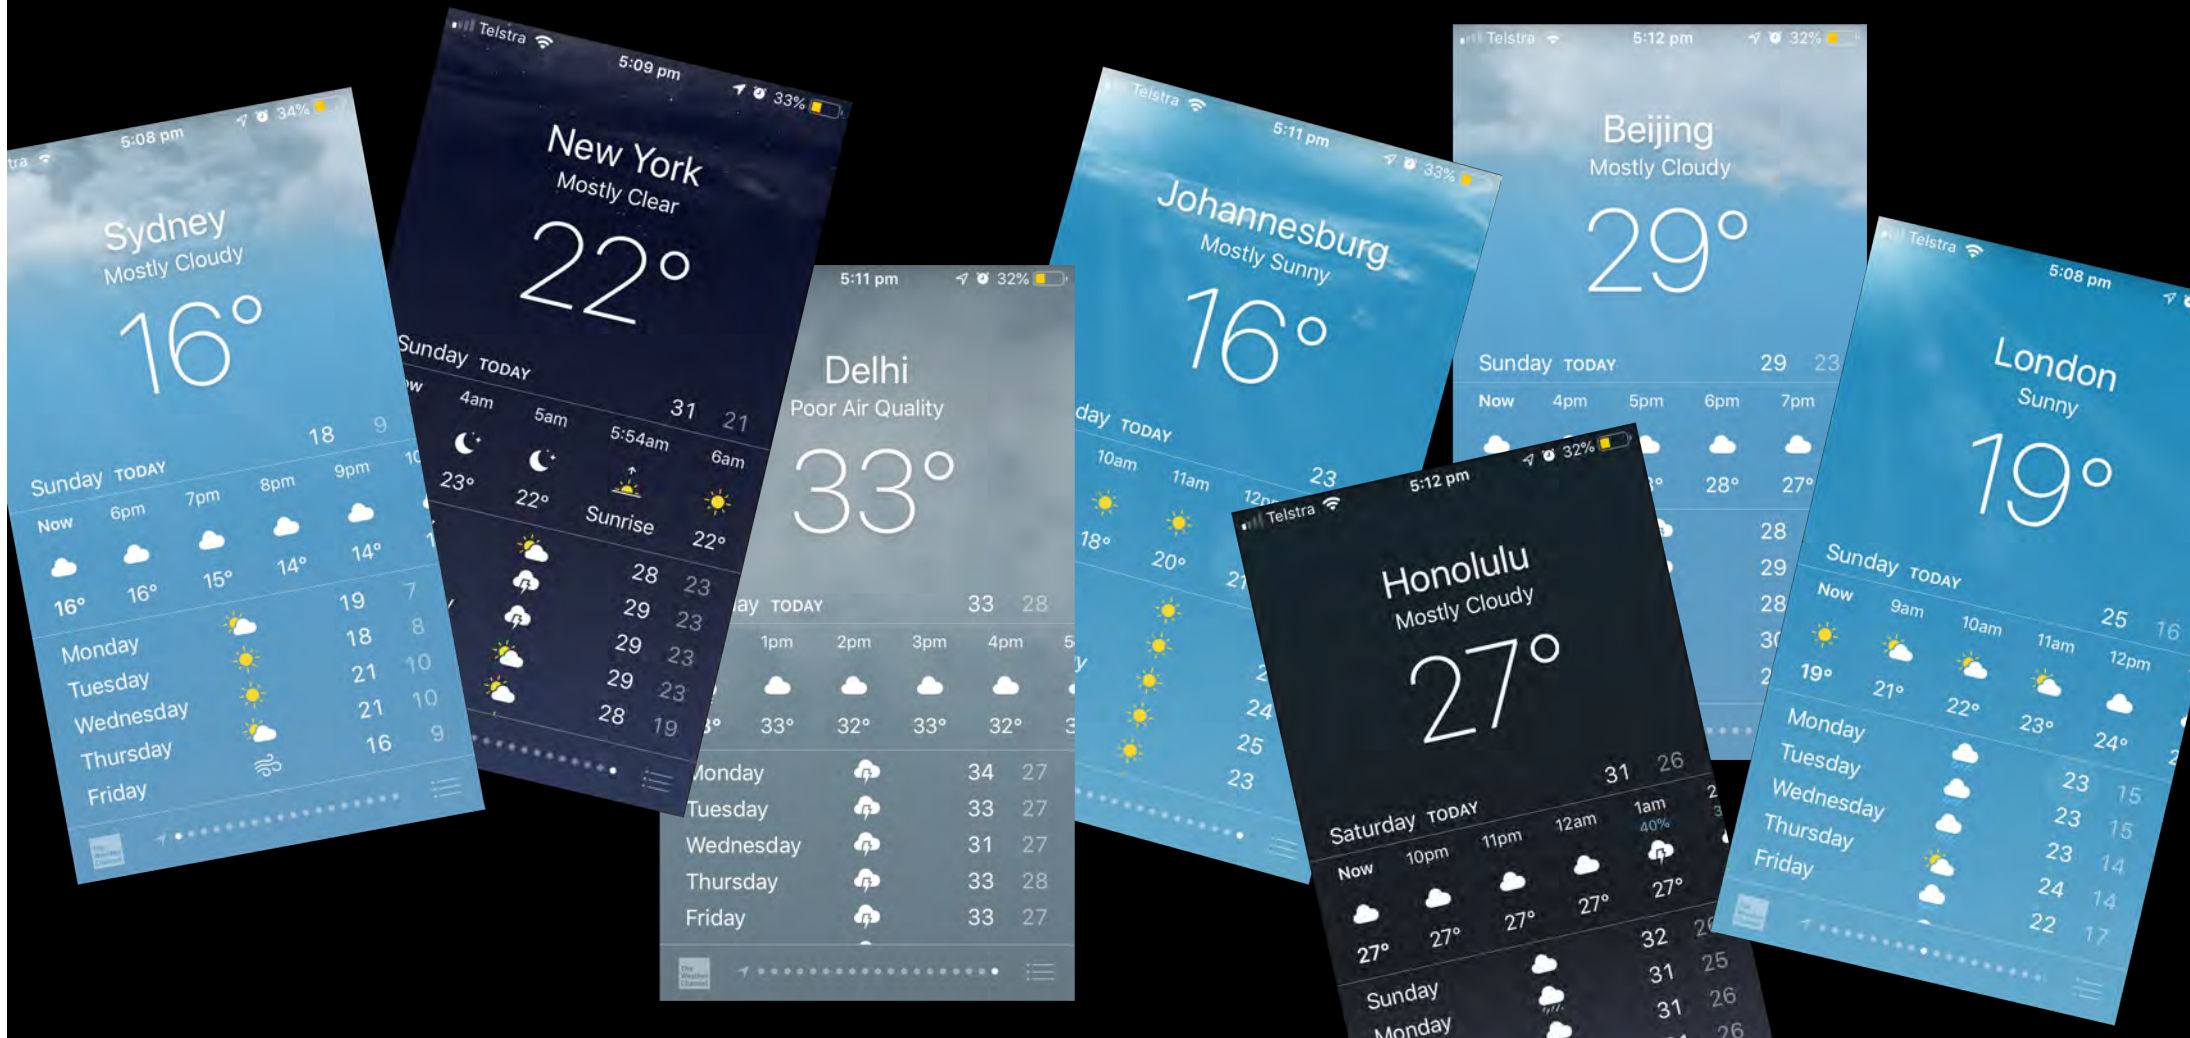 5:08 pm
34%
Sydney
Mostly Cloudy
16°
Sunday TODAY 18 9
Now 6pm 7pm 8pm 9pm
16° 16° 15° 14° 14°
Monday 19 7
Tuesday 18 8
Wednesday 21 10
Thursday 21 10
Friday 16 9
The Weather Channel
Telstra 5:09 pm 33%
New York
Mostly Clear
22°
Sunday TODAY 31 21
4am 5am 5:54am 6am
23° 22° Sunrise 22°
28 23
29 23
29 23
29 23
28 19
5:11 pm 32%
Delhi
Poor Air Quality
33°
TODAY 33 28
1pm 2pm 3pm 4pm
33° 32° 33° 32°
Monday 34 27
Tuesday 33 27
Wednesday 31 27
Thursday 33 28
Friday 33 27
The Weather Channel
Telstra 5:11 pm 33%
Johannesburg
Mostly Sunny
16°
TODAY 23
10am 11am
18° 20°
24
25
23
Telstra 5:12 pm 32%
Beijing
Mostly Cloudy
29°
Sunday TODAY 29 23
Now 4pm 5pm 6pm 7pm
28° 27°
28
29
28
Telstra 5:12 pm 32%
Honolulu
Mostly Cloudy
27°
Saturday TODAY 31 26
Now 10pm 11pm 12am 1am
40%
27° 27° 27° 27° 27°
Sunday 32
Monday 31 25
31 26
26
Telstra 5:08 pm
London
Sunny
19°
Sunday TODAY 25 16
Now 9am 10am 11am 12pm
19° 21° 22° 23° 24°
Monday 23 15
Tuesday 23 15
Wednesday 23 14
Thursday 24 14
Friday 22 17